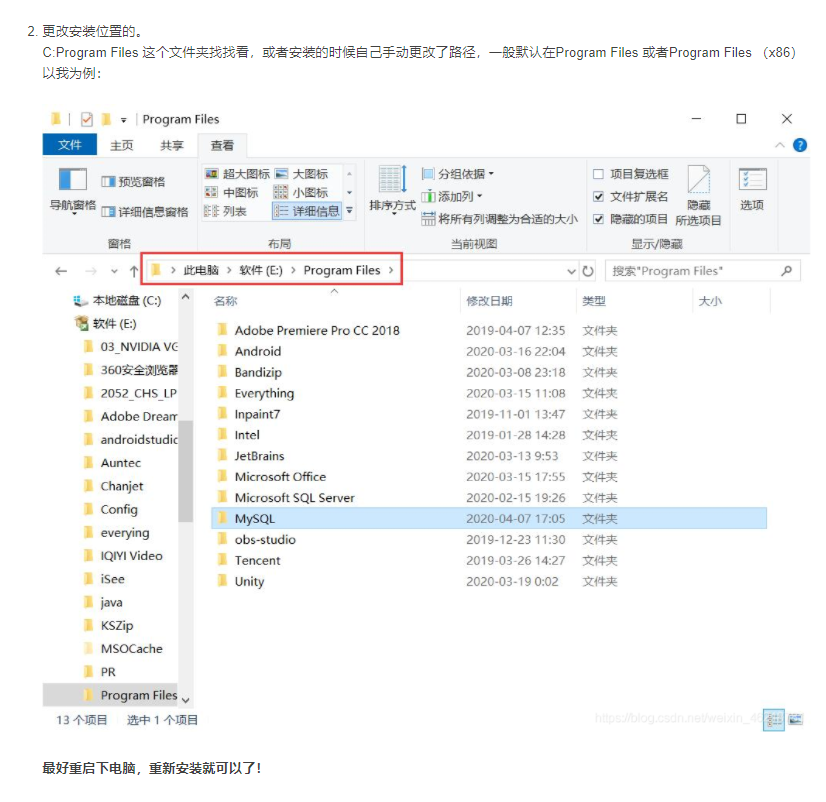 2. 更改安装位置的。
C:Program Files 这个文件夹找找看，或者安装的时候自己手动更改了路径，一般默认在Program Files 或者Program Files （x86）
以我为例：
Program Files
文件 主页 共享 查看
导航窗格 预览窗格 详细信息窗格 窗格
超大图标 大图标
中图标 小图标
列表 详细信息
布局
排序方式 分组依据 添加列 将所有列调整为合适的大小 当前视图
项目复选框 文件扩展名 隐藏的项目 隐藏所选项目 显示/隐藏
选项
此电脑 > 软件 (E:) > Program Files >
搜索"Program Files"
本地磁盘 (C:)
软件 (E:)
03_NVIDIA VG
360安全浏览器
2052_CHS_LP
Adobe Dream
androidstudio
Auntec
Chanjet
Config
everying
IQIYI Video
iSee
java
KSZip
MSOCache
PR
Program Files
名称 修改日期 类型 大小
Adobe Premiere Pro CC 2018 2019-04-07 12:35 文件夹
Android 2020-03-16 22:04 文件夹
Bandizip 2020-03-08 23:18 文件夹
Everything 2020-03-15 11:08 文件夹
Inpaint7 2019-11-01 13:47 文件夹
Intel 2019-01-28 14:28 文件夹
JetBrains 2020-03-13 9:53 文件夹
Microsoft Office 2020-03-15 17:55 文件夹
Microsoft SQL Server 2020-02-15 19:26 文件夹
MySQL 2020-04-07 17:05 文件夹
obs-studio 2019-12-23 11:30 文件夹
Tencent 2019-03-26 14:27 文件夹
Unity 2020-03-19 0:02 文件夹
13 个项目 选中 1 个项目
最好重启下电脑，重新安装就可以了！